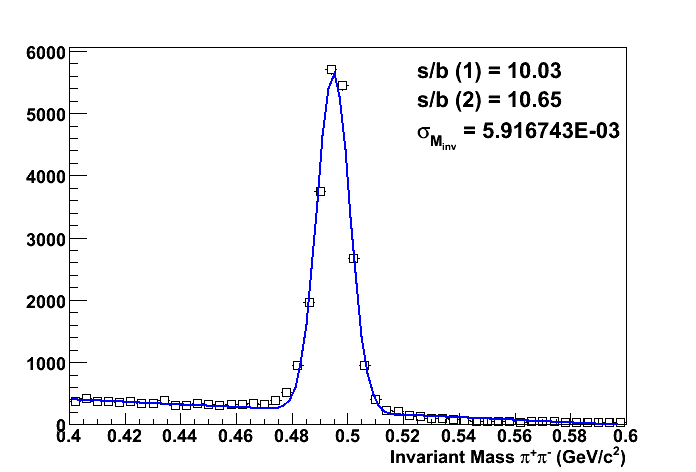 6000
s/b (1) = 10.03
s/b (2) = 10.65
σMinv = 5.916743E-03
5000
4000
3000
2000
1000
0
0.4 0.42 0.44 0.46 0.48 0.5 0.52 0.54 0.56 0.58 0.6
Invariant Mass π⁺π⁻ (GeV/c²)